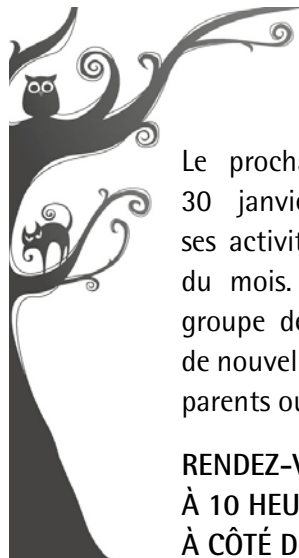 Le procha
30 janvie
ses activit
du mois.
groupe de
de nouvel
parents ou
RENDEZ-V
À 10 HEU
À CÔTÉ D